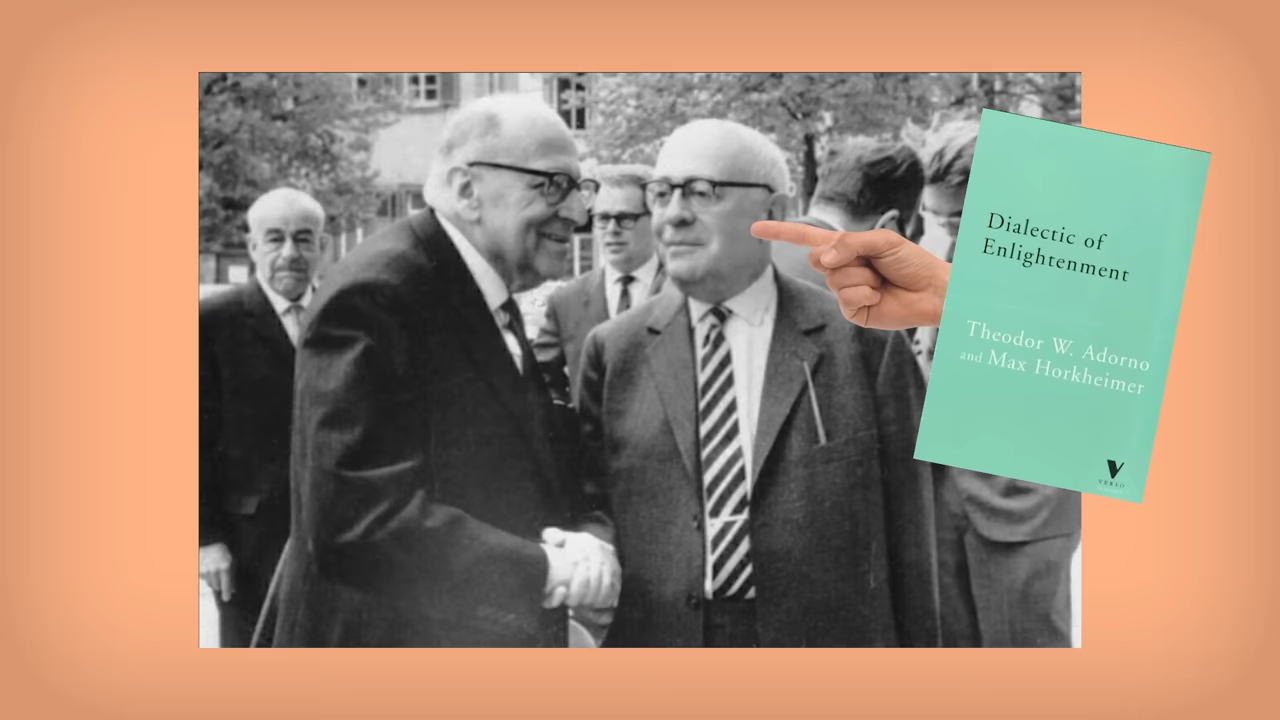 Dialectic of
Enlightenment
Theodor W. Adorno
and Max Horkheimer
VERSO